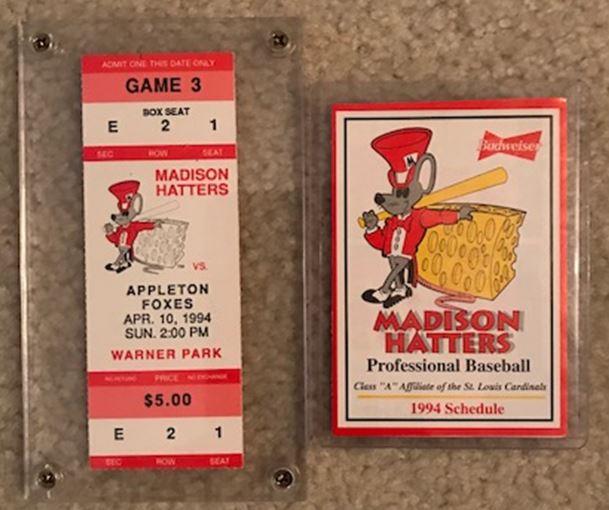 ADMIT ONE THIS DATE ONLY
GAME 3
BOX SEAT
E 2 1
SEC ROW SEAT
MADISON
HATTERS
VS.
APPLETON
FOXES
APR. 10, 1994
SUN. 2:00 PM
WARNER PARK
NO REFUND PRICE NO EXCHANGE
$5.00
E 2 1
SEC ROW SEAT
Budweiser
M
MADISON
HATTERS
Professional Baseball
Class "A" Affiliate of the St. Louis Cardinals
1994 Schedule